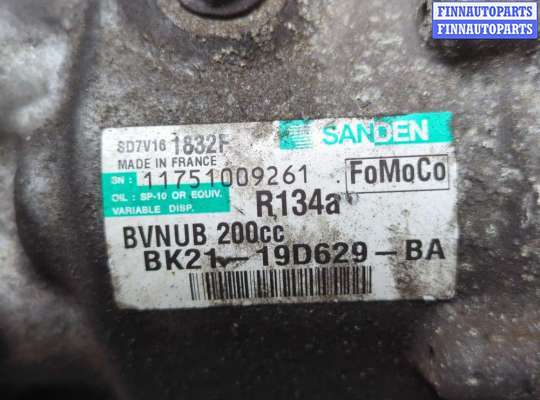 FINNAUTOPARTS
FINNAUTOPARTS
SD7V16 1832F
SANDEN
MADE IN FRANCE
SN: 11751009261
FoMoCo
OIL: SP-10 OR EQUIV.
VARIABLE DISP.
R134a
BVNUB 200cc
BK21-19D629-BA